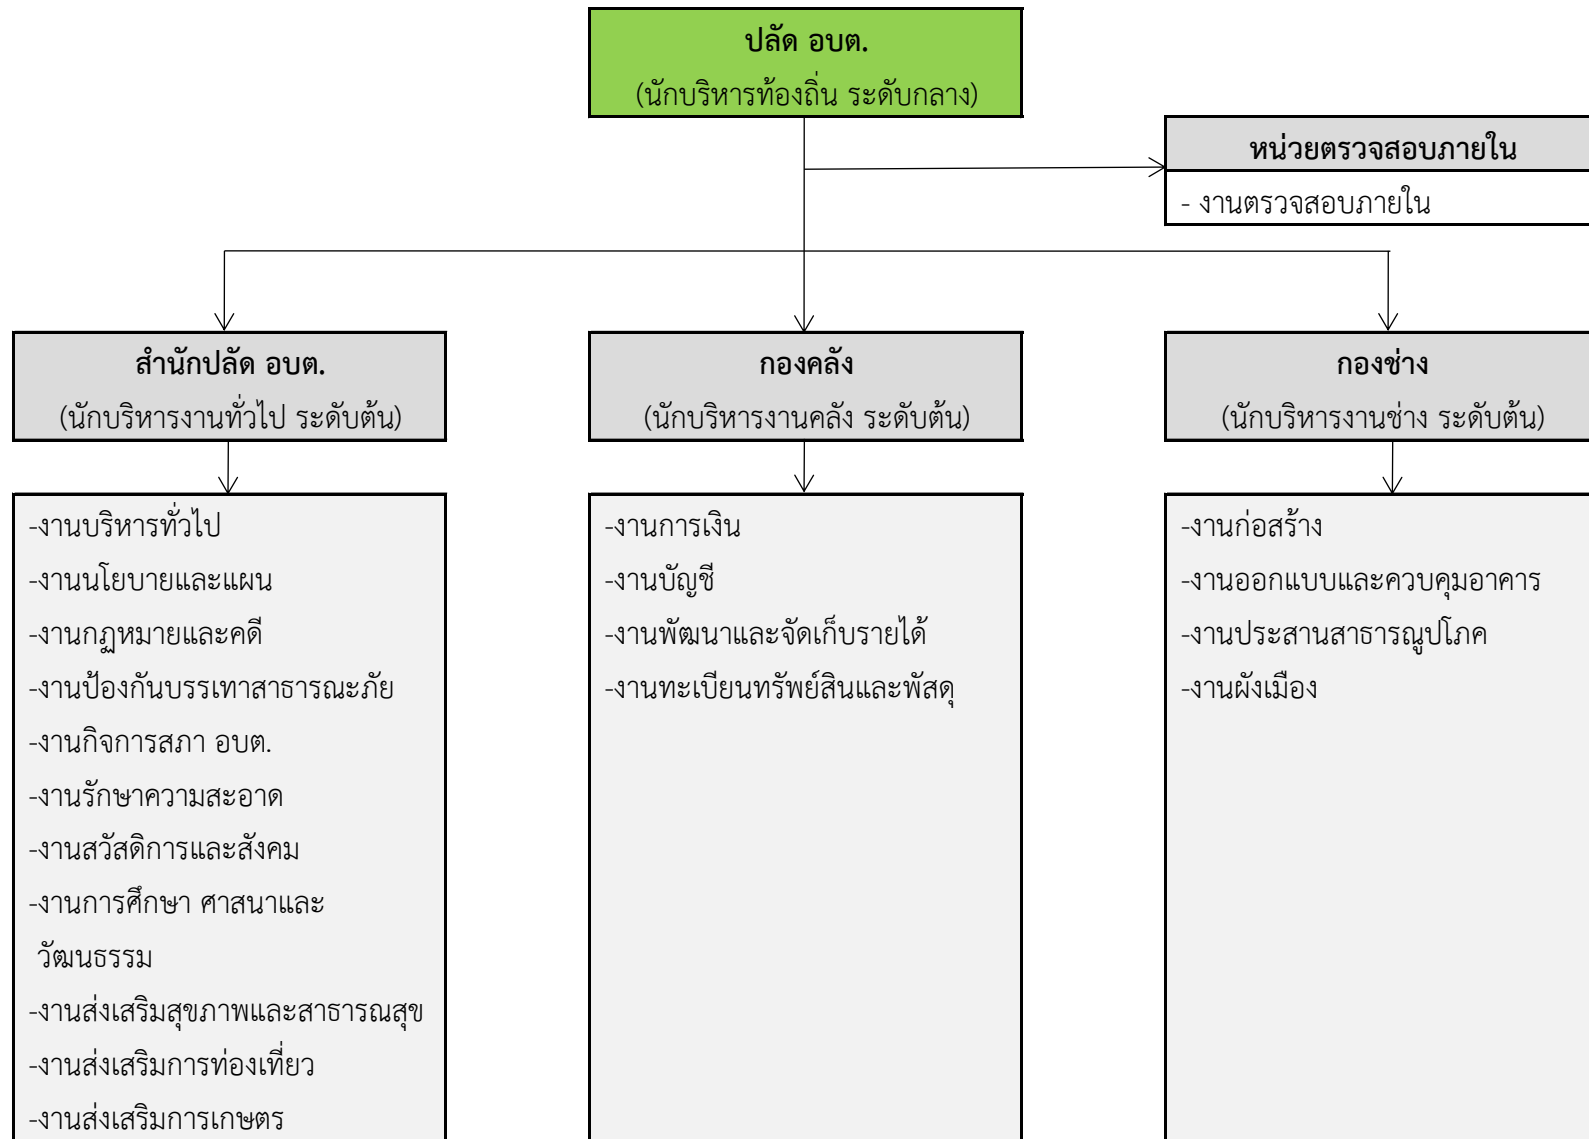 ปลัด อบต.
(นักบริหารท้องถิ่น ระดับกลาง)
หน่วยตรวจสอบภายใน
- งานตรวจสอบภายใน
สำนักปลัด อบต.
(นักบริหารงานทั่วไป ระดับต้น)
กองคลัง
(นักบริหารงานคลัง ระดับต้น)
กองช่าง
(นักบริหารงานช่าง ระดับต้น)
-งานบริหารทั่วไป
-งานนโยบายและแผน
-งานกฎหมายและคดี
-งานป้องกันบรรเทาสาธารณะภัย
-งานกิจการสภา อบต.
-งานรักษาความสะอาด
-งานสวัสดิการและสังคม
-งานการศึกษา ศาสนาและ
วัฒนธรรม
-งานส่งเสริมสุขภาพและสาธารณสุข
-งานส่งเสริมการท่องเที่ยว
-งานส่งเสริมการเกษตร
-งานการเงิน
-งานบัญชี
-งานพัฒนาและจัดเก็บรายได้
-งานทะเบียนทรัพย์สินและพัสดุ
-งานก่อสร้าง
-งานออกแบบและควบคุมอาคาร
-งานประสานสาธารณูปโภค
-งานผังเมือง